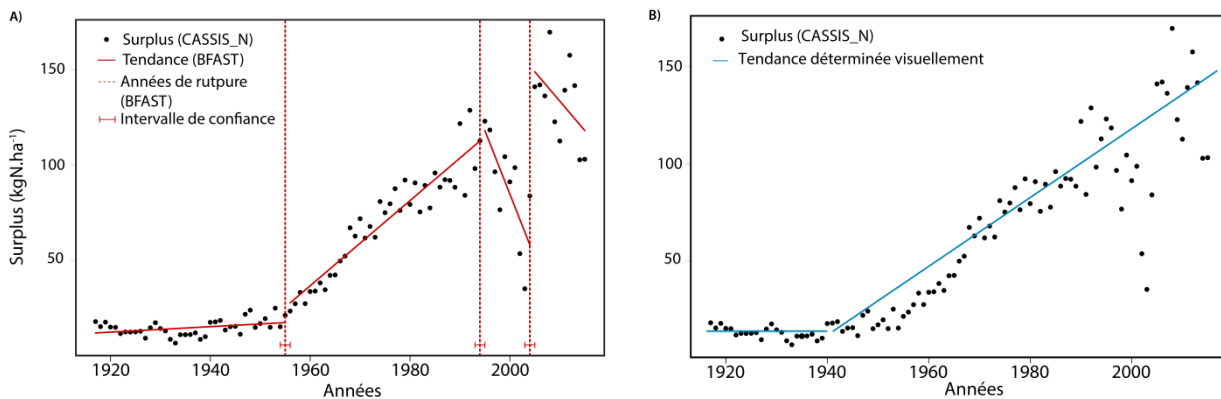 A)
Surplus (CASSIS_N)
Tendance (BFAST)
Années de rutpure
(BFAST)
Intervalle de confiance
Surplus (kgN.ha⁻¹)
150
100
50
1920 1940 1960 1980 2000
Années
B)
Surplus (CASSIS_N)
Tendance déterminée visuellement
150
100
50
1920 1940 1960 1980 2000
Années